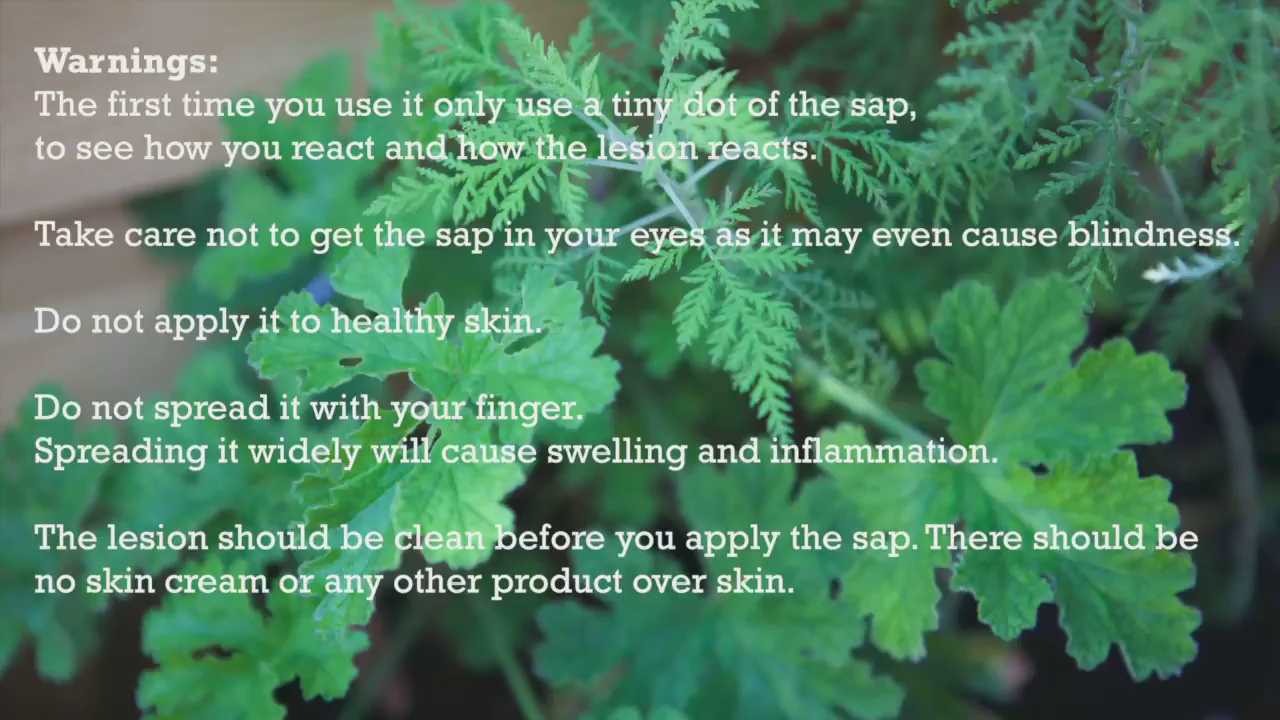 Warnings:
The first time you use it only use a tiny dot of the sap,
to see how you react and how the lesion reacts.
Take care not to get the sap in your eyes as it may even cause blindness.
Do not apply it to healthy skin.
Do not spread it with your finger.
Spreading it widely will cause swelling and inflammation.
The lesion should be clean before you apply the sap. There should be
no skin cream or any other product over skin.